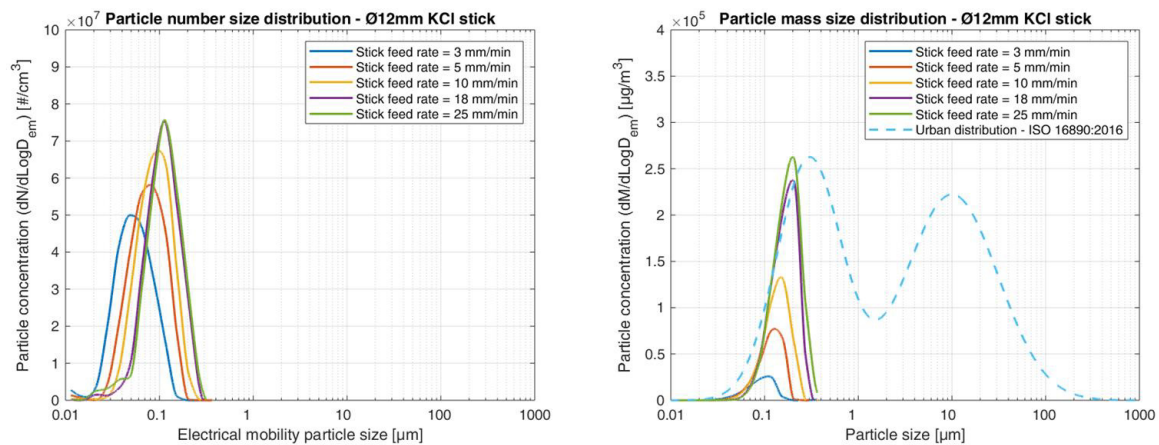 Particle number size distribution - Ø12mm KCl stick
×10⁷
10
9
8
7
6
5
4
3
2
1
0
Particle concentration (dN/dLogD_em) [#/cm³]
Stick feed rate = 3 mm/min
Stick feed rate = 5 mm/min
Stick feed rate = 10 mm/min
Stick feed rate = 18 mm/min
Stick feed rate = 25 mm/min
0.01 0.1 1 10 100 1000
Electrical mobility particle size [µm]
Particle mass size distribution - Ø12mm KCl stick
×10⁵
4
3.5
3
2.5
2
1.5
1
0.5
0
Particle concentration (dM/dLogD_em) [µg/m³]
Stick feed rate = 3 mm/min
Stick feed rate = 5 mm/min
Stick feed rate = 10 mm/min
Stick feed rate = 18 mm/min
Stick feed rate = 25 mm/min
Urban distribution - ISO 16890:2016
0.01 0.1 1 10 100 1000
Particle size [µm]